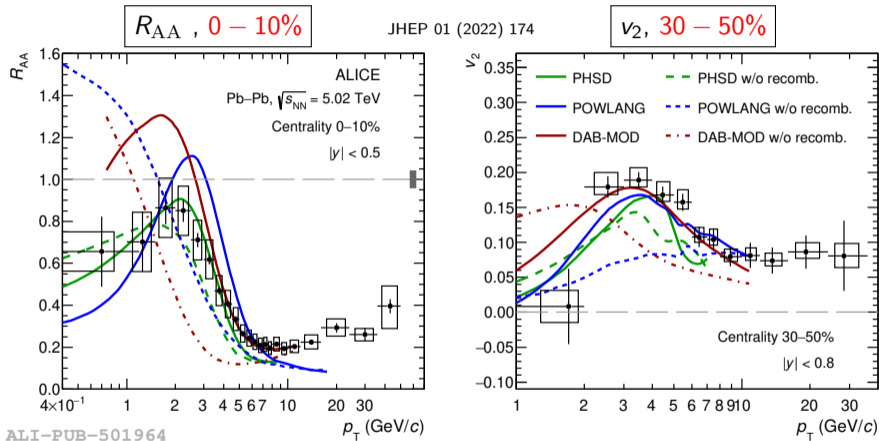 R_AA , 0 – 10%
JHEP 01 (2022) 174
v₂, 30 – 50%
R_AA
1.6
1.4
1.2
1.0
0.8
0.6
0.4
0.2
0.0
ALICE
Pb–Pb, √s_NN = 5.02 TeV
Centrality 0–10%
|y| < 0.5
4×10⁻¹ 1 2 3 4 5 6 7 10 20 30
p_T (GeV/c)
v₂
0.35
0.30
0.25
0.20
0.15
0.10
0.05
0.00
−0.05
−0.10
PHSD
PHSD w/o recomb.
POWLANG
POWLANG w/o recomb.
DAB-MOD
DAB-MOD w/o recomb.
Centrality 30–50%
|y| < 0.8
1 2 3 4 5 6 7 8 9 10 20 30
p_T (GeV/c)
ALI-PUB-501964